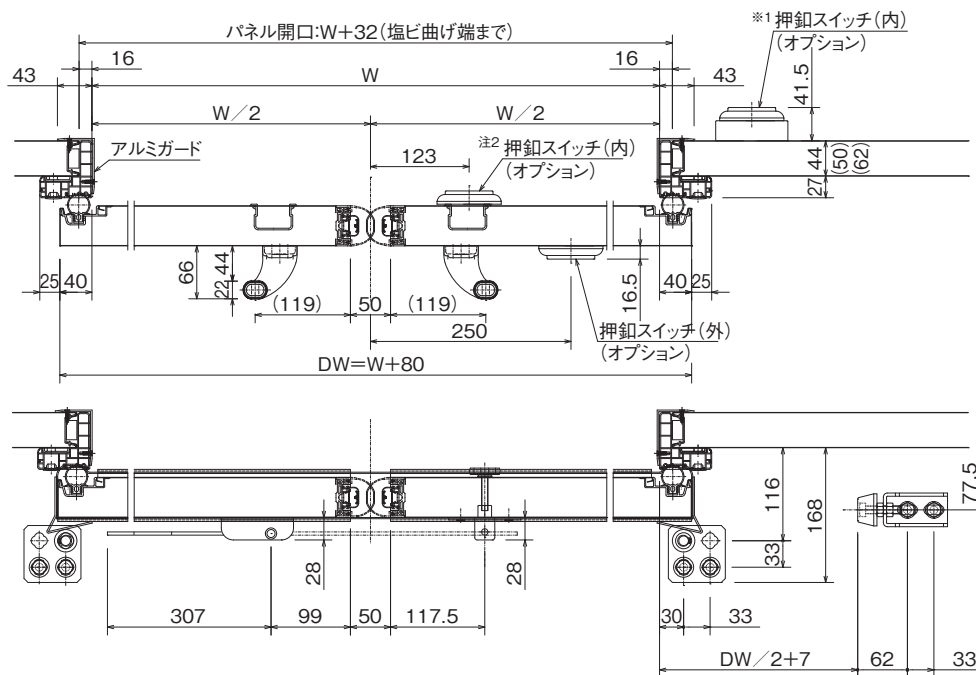 パネル開口:W+32(塩ビ曲げ端まで)
※1 押釦スイッチ(内)
(オプション)
43
16
W
16
43
41.5
W/2
W/2
アルミガード
注2 押釦スイッチ(内)
(オプション)
123
44
(50)
(62)
27
25
40
66
44
22
(119)
50
(119)
16.5
40
25
250
押釦スイッチ(外)
(オプション)
DW=W+80
116
168
77.5
33
28
28
307
99
50
117.5
30
33
DW/2+7
62
33